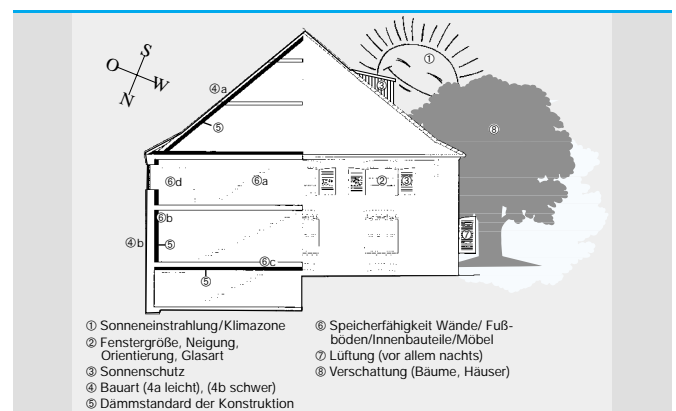 S
O
W
N
①
④a
③
⑤
⑧
⑥d
⑥a
②
③
⑥b
④b
⑤
⑥c
⑤
① Sonneneinstrahlung/Klimazone
② Fenstergröße, Neigung,
Orientierung, Glasart
③ Sonnenschutz
④ Bauart (4a leicht), (4b schwer)
⑤ Dämmstandard der Konstruktion
⑥ Speicherfähigkeit Wände/ Fuß-
böden/Innenbauteile/Möbel
⑦ Lüftung (vor allem nachts)
⑧ Verschattung (Bäume, Häuser)